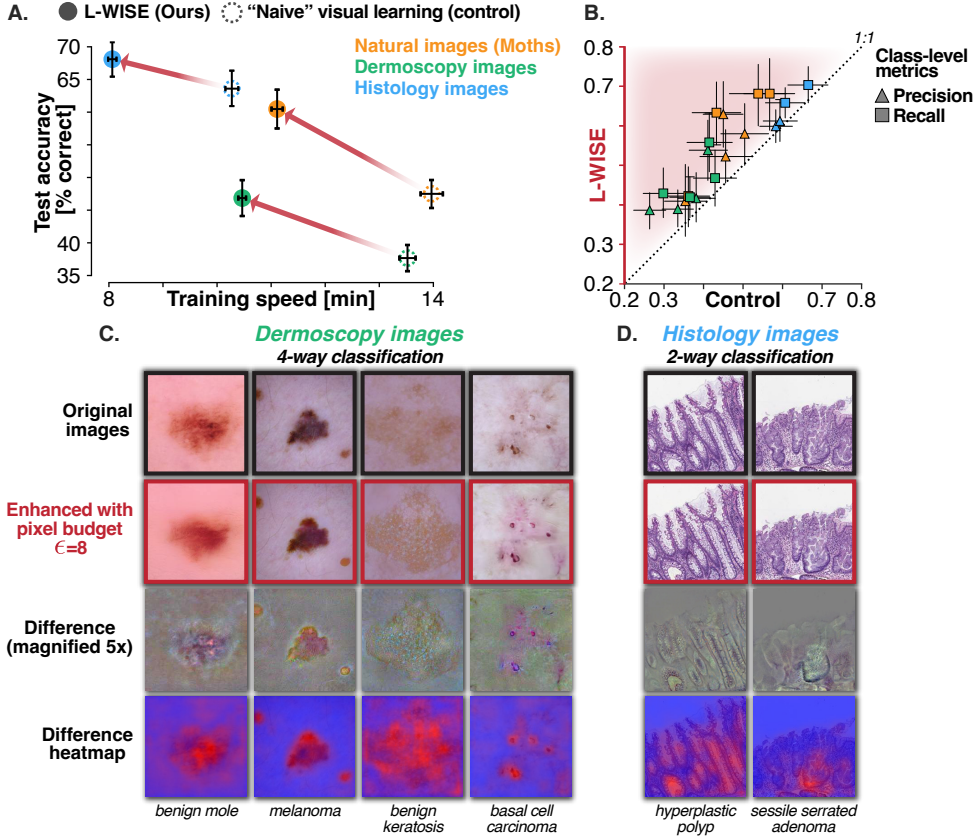 A.
L-WISE (Ours)
“Naive” visual learning (control)
Natural images (Moths)
Dermoscopy images
Histology images
Test accuracy
[% correct]
70
65
40
35
8
14
Training speed [min]
B.
1:1
Class-level
metrics
Precision
Recall
L-WISE
0.8
0.7
0.3
0.2
0.2
0.3
0.7
0.8
Control
C.
Dermoscopy images
4-way classification
Original
images
Enhanced with
pixel budget
ϵ=8
Difference
(magnified 5x)
Difference
heatmap
benign mole
melanoma
benign
keratosis
basal cell
carcinoma
D.
Histology images
2-way classification
hyperplastic
polyp
sessile serrated
adenoma